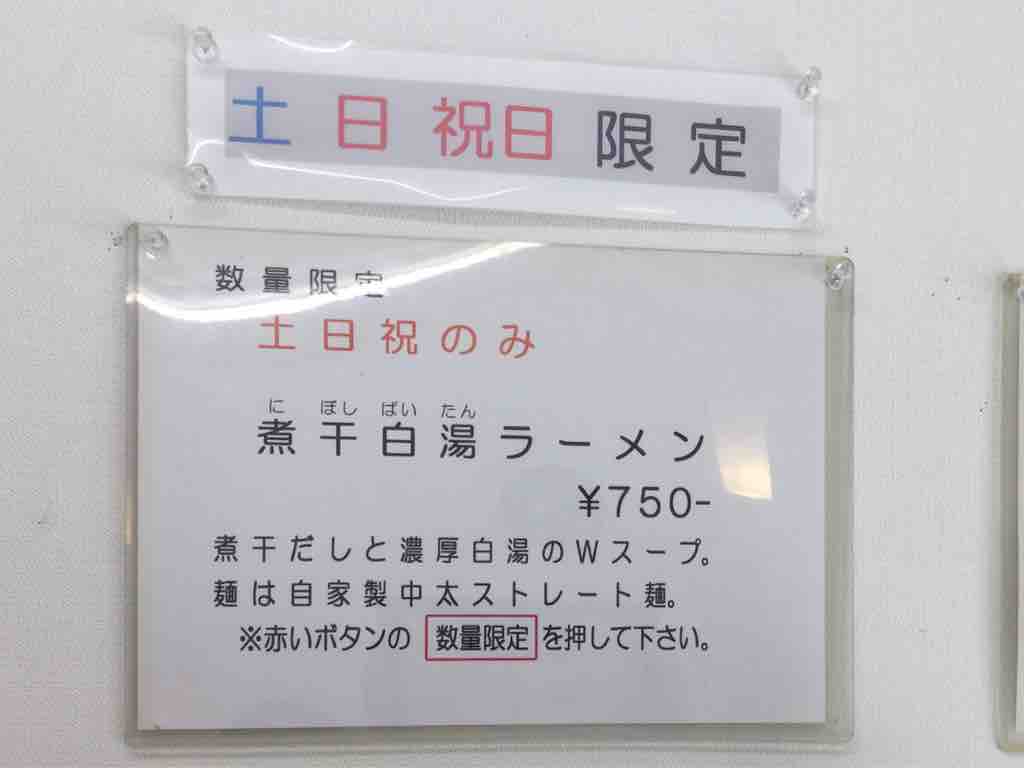 土日祝日限定
数量限定
土日祝のみ
に ぼし ぱい たん
煮干白湯ラーメン
¥750-
煮干だしと濃厚白湯のWスープ。
麺は自家製中太ストレート麺。
※赤いボタンの 数量限定 を押して下さい。